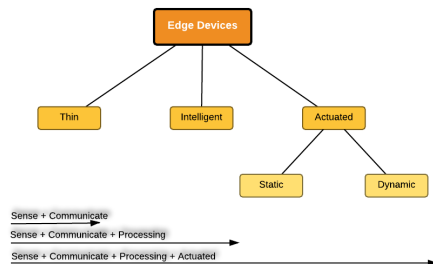 Edge Devices
Thin
Intelligent
Actuated
Static
Dynamic
Sense + Communicate
Sense + Communicate + Processing
Sense + Communicate + Processing + Actuated